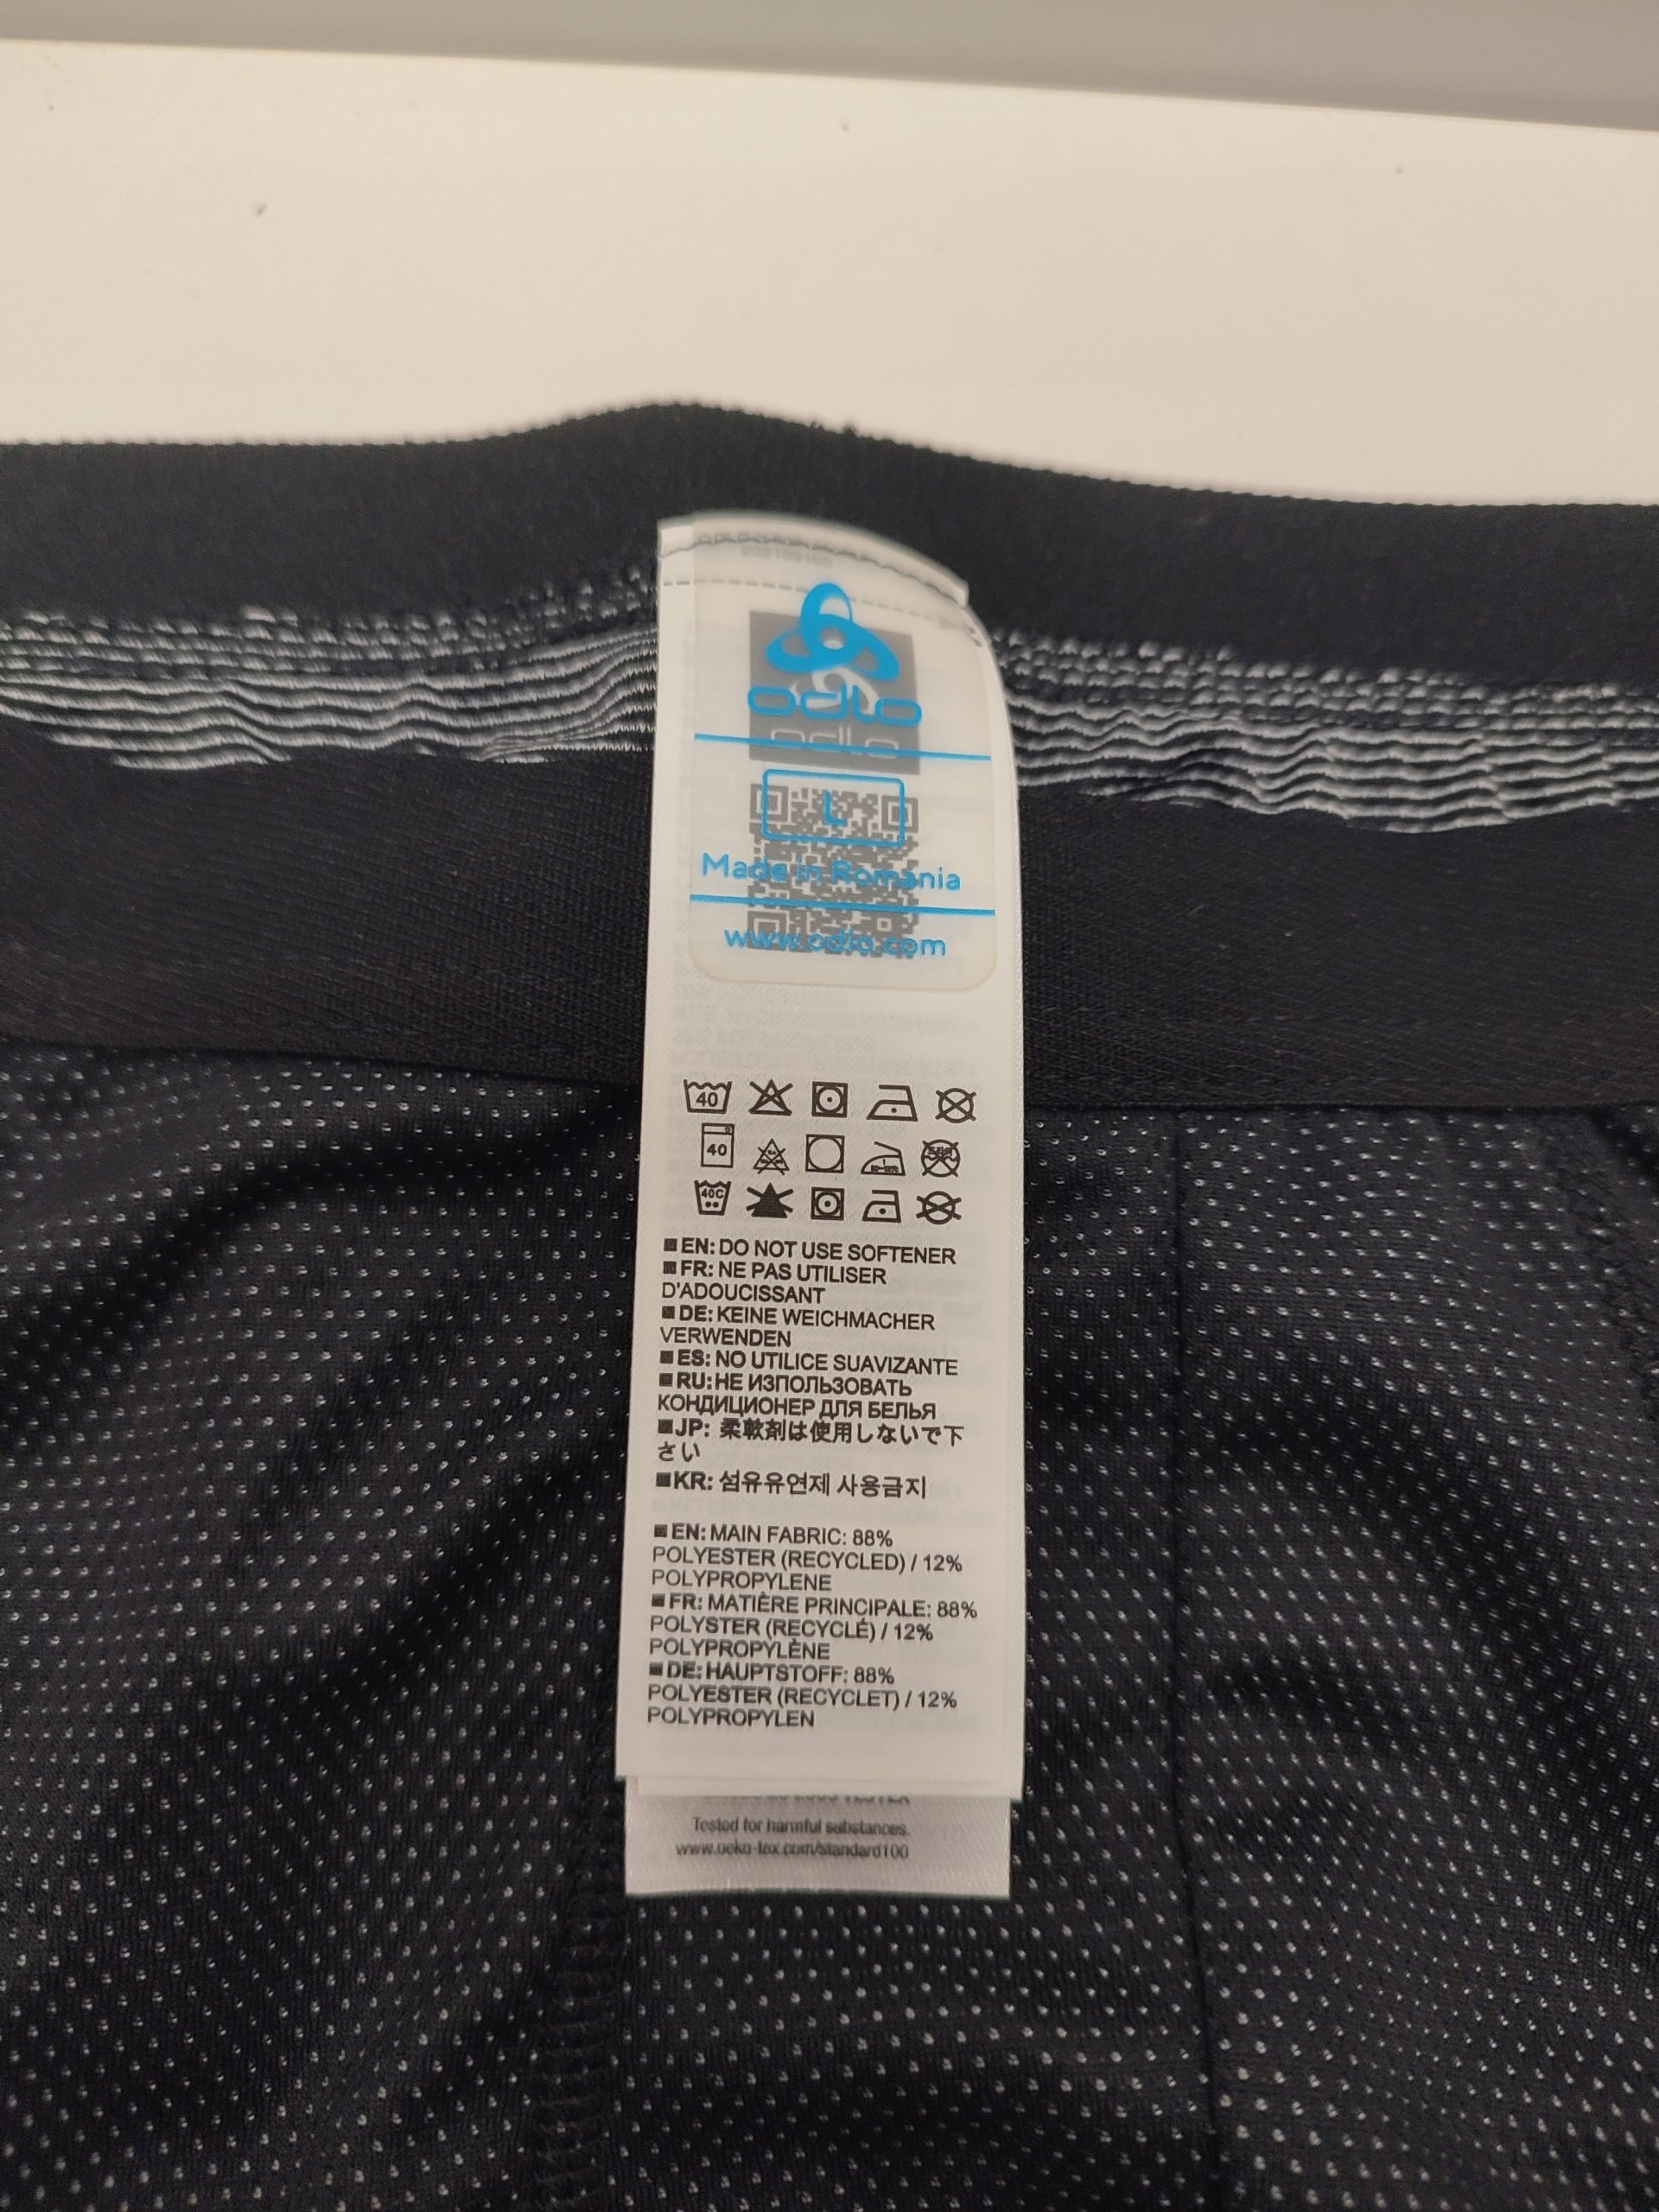 odlo
odlo
L
Made in Romania
www.odlo.com
40
40
40C
■EN: DO NOT USE SOFTENER
■FR: NE PAS UTILISER
D'ADOUCISSANT
■DE: KEINE WEICHMACHER
VERWENDEN
■ES: NO UTILICE SUAVIZANTE
■RU: НЕ ИЗПОЛЬЗОВАТЬ
КОНДИЦИОНЕР ДЛЯ БЕЛЬЯ
■JP: 柔軟剤は使用しないで下
さい
■KR: 섬유유연제 사용금지
■EN: MAIN FABRIC: 88%
POLYESTER (RECYCLED) / 12%
POLYPROPYLENE
■FR: MATIÈRE PRINCIPALE: 88%
POLYSTER (RECYCLÉ) / 12%
POLYPROPYLÈNE
■DE: HAUPTSTOFF: 88%
POLYESTER (RECYCLET) / 12%
POLYPROPYLEN
Tested for harmful substances.
www.oeko-tex.com/standard100